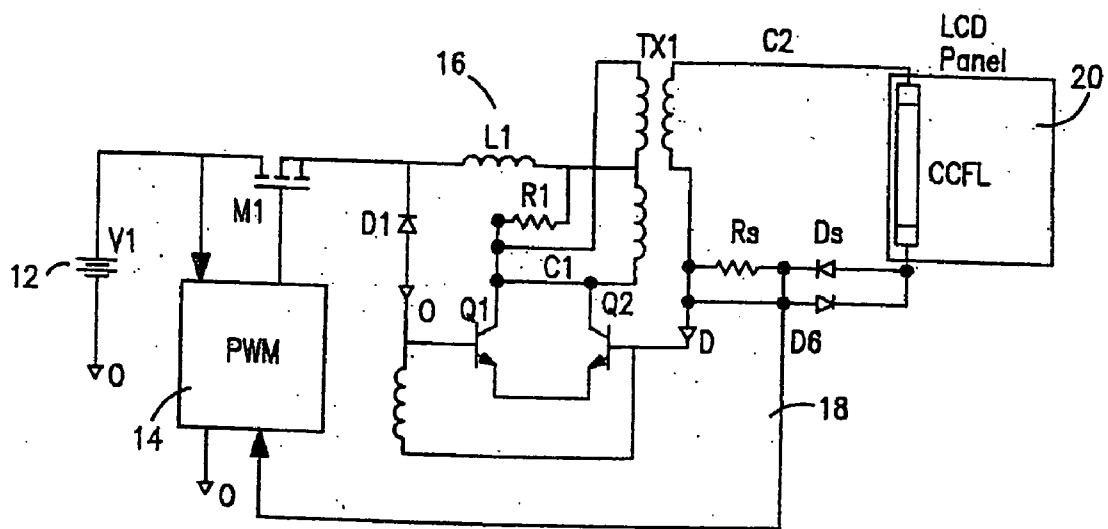 LCD
Panel
TX1
C2
16
20
L1
R1
CCFL
M1
D1
Rs
Ds
V1
12
C1
O
Q1
Q2
D
D6
PWM
O
18
14
O